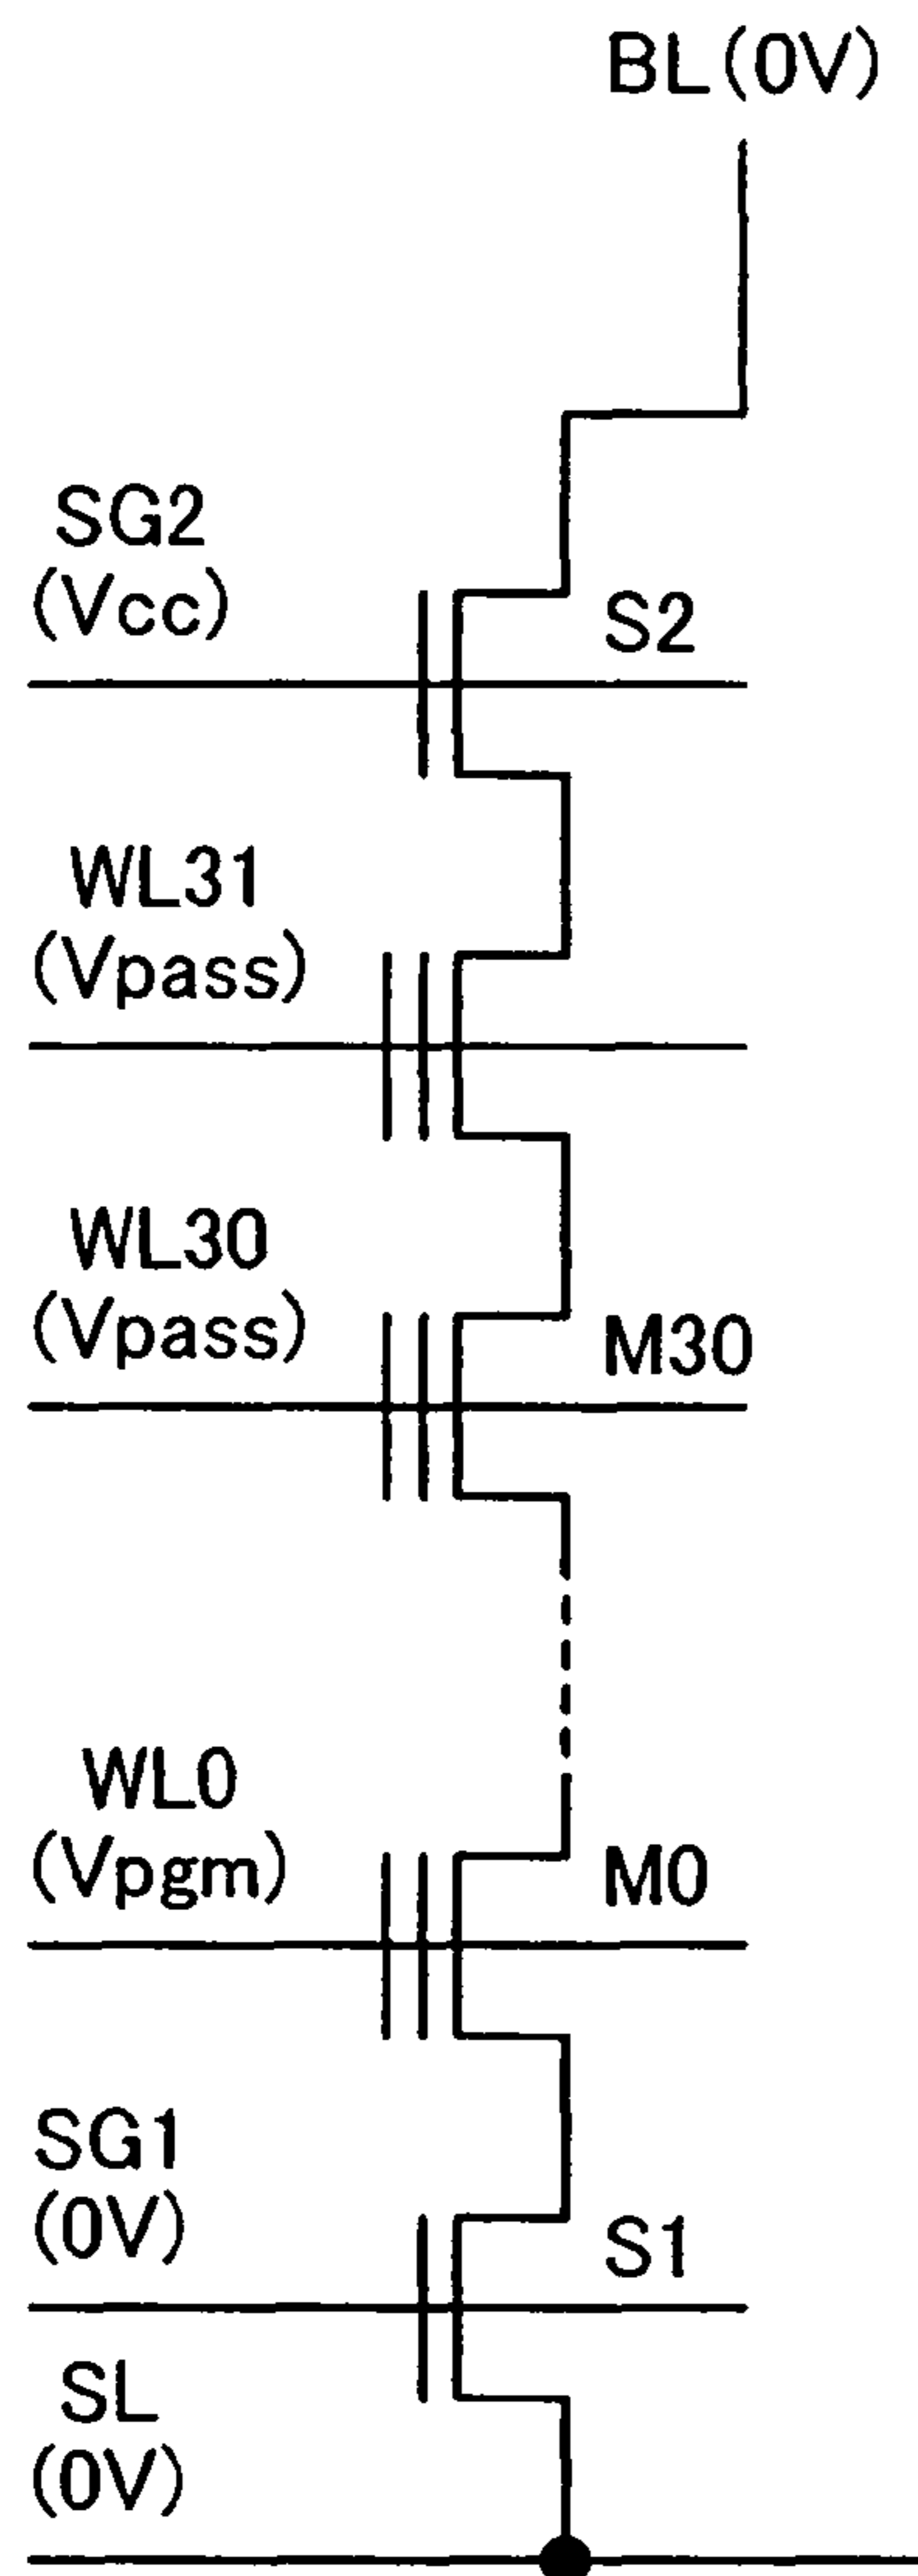 BL(0V)
SG2
(Vcc)
S2
WL31
(Vpass)
WL30
(Vpass)
M30
WL0
(Vpgm)
M0
SG1
(0V)
S1
SL
(0V)